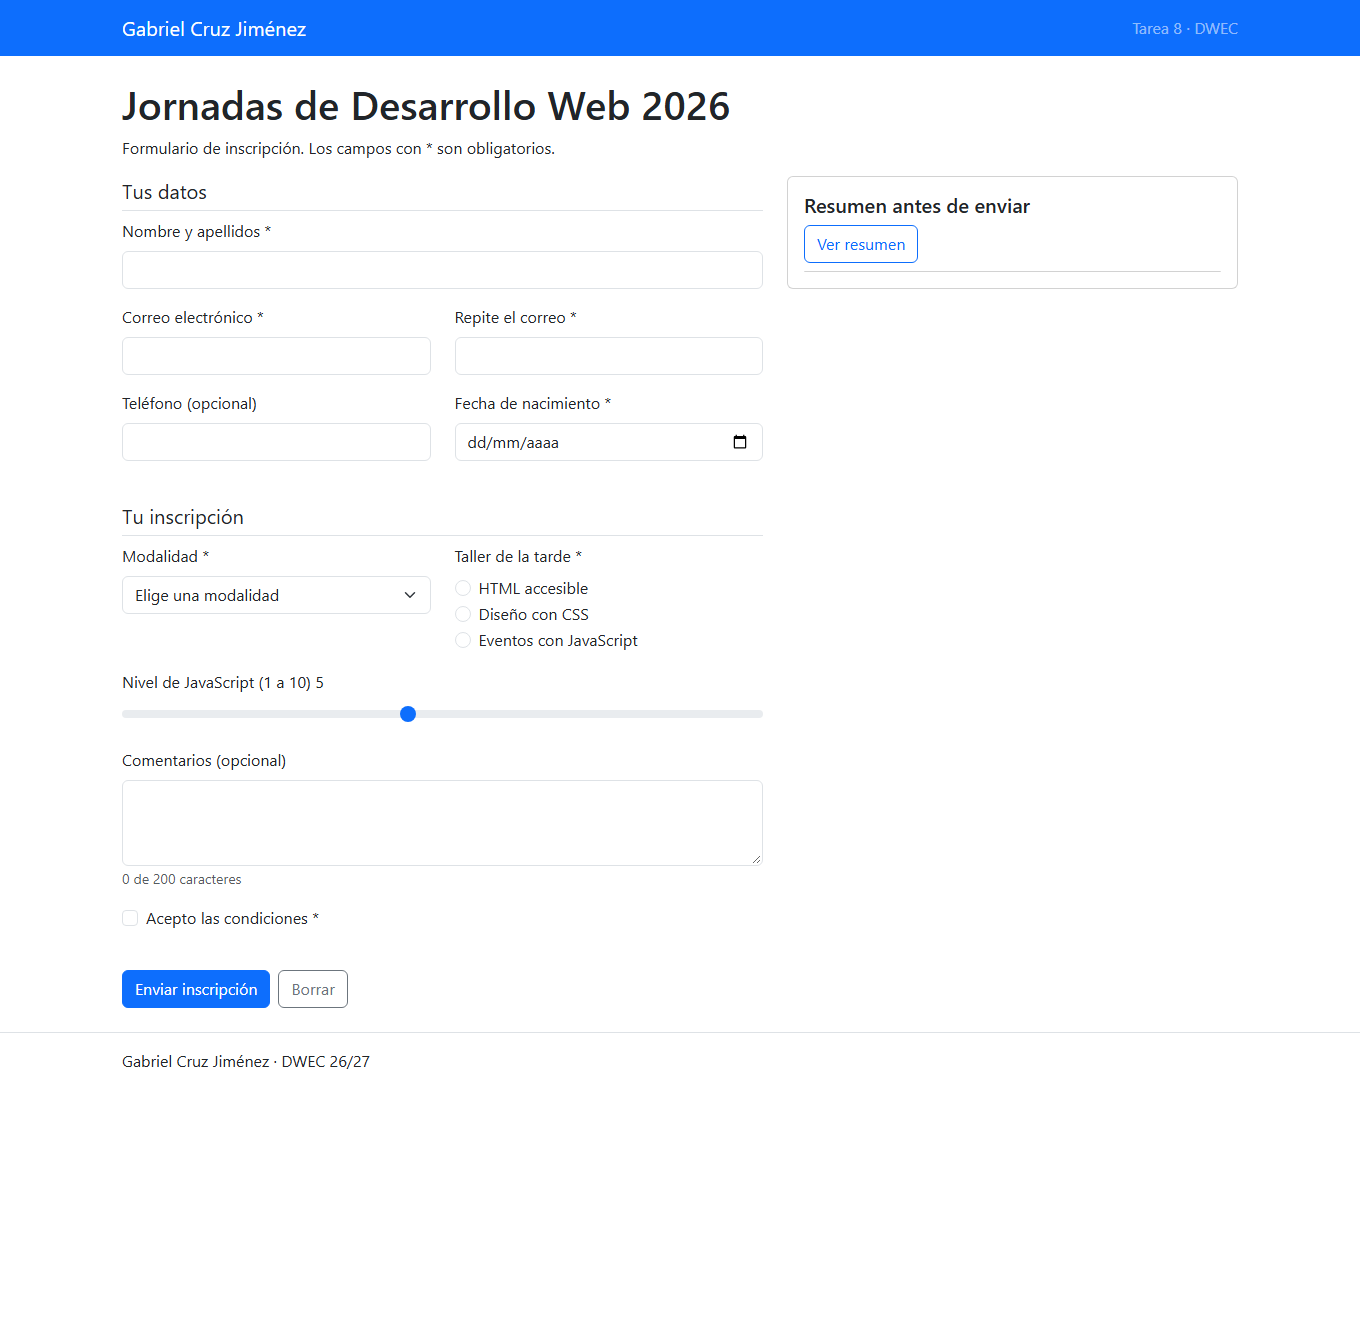 Gabriel Cruz Jiménez
Tarea 8 · DWEC
Jornadas de Desarrollo Web 2026
Formulario de inscripción. Los campos con * son obligatorios.
Tus datos
Nombre y apellidos *
Correo electrónico *
Repite el correo *
Teléfono (opcional)
Fecha de nacimiento *
dd/mm/aaaa
Tu inscripción
Modalidad *
Elige una modalidad
Taller de la tarde *
HTML accesible
Diseño con CSS
Eventos con JavaScript
Nivel de JavaScript (1 a 10) 5
Comentarios (opcional)
0 de 200 caracteres
Acepto las condiciones *
Enviar inscripción
Borrar
Resumen antes de enviar
Ver resumen
Gabriel Cruz Jiménez · DWEC 26/27